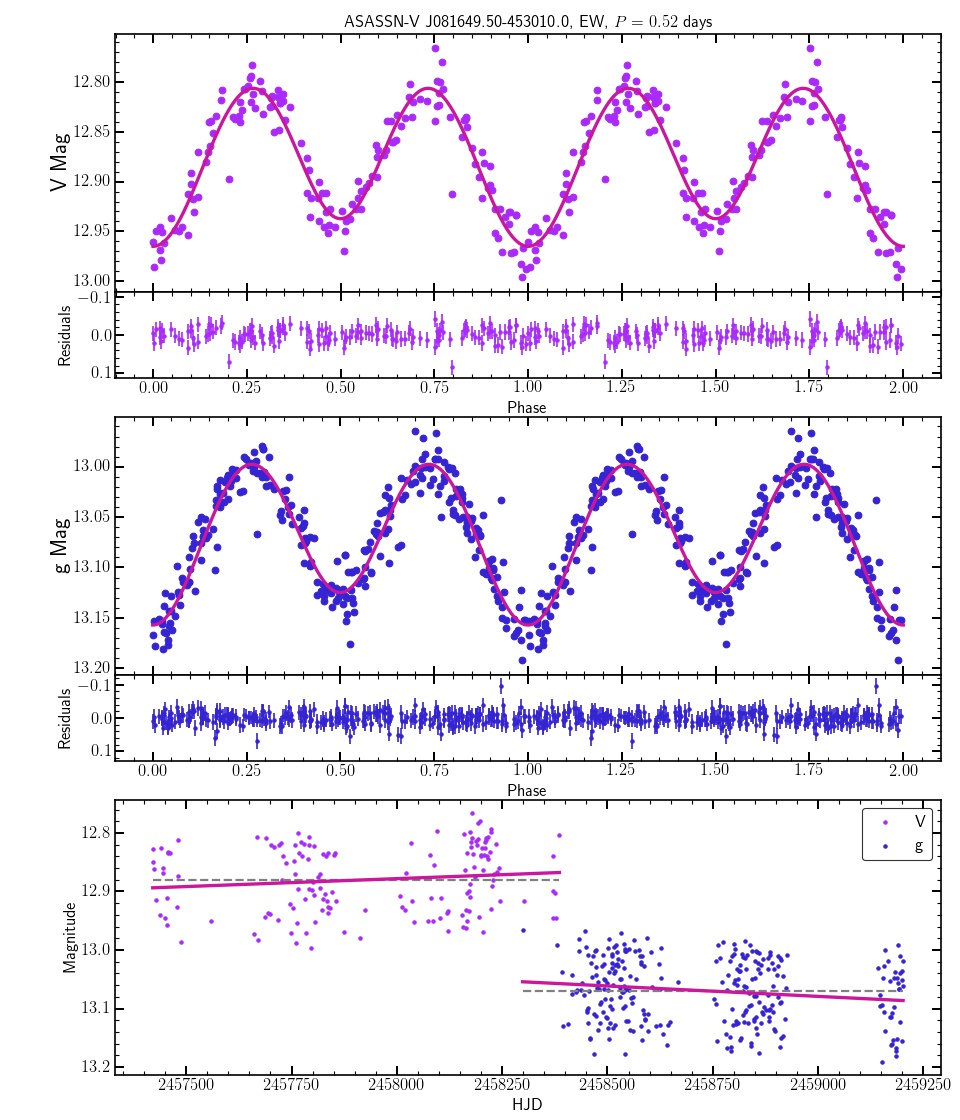 ASASSN-V J081649.50-453010.0, EW, P = 0.52 days
V Mag
12.80
12.85
12.90
12.95
13.00
Residuals
−0.1
0.0
0.1
0.00 0.25 0.50 0.75 1.00 1.25 1.50 1.75 2.00
Phase
g Mag
13.00
13.05
13.10
13.15
13.20
Residuals
−0.1
0.0
0.1
0.00 0.25 0.50 0.75 1.00 1.25 1.50 1.75 2.00
Phase
Magnitude
12.8
12.9
13.0
13.1
13.2
V
g
2457500 2457750 2458000 2458250 2458500 2458750 2459000 2459250
HJD